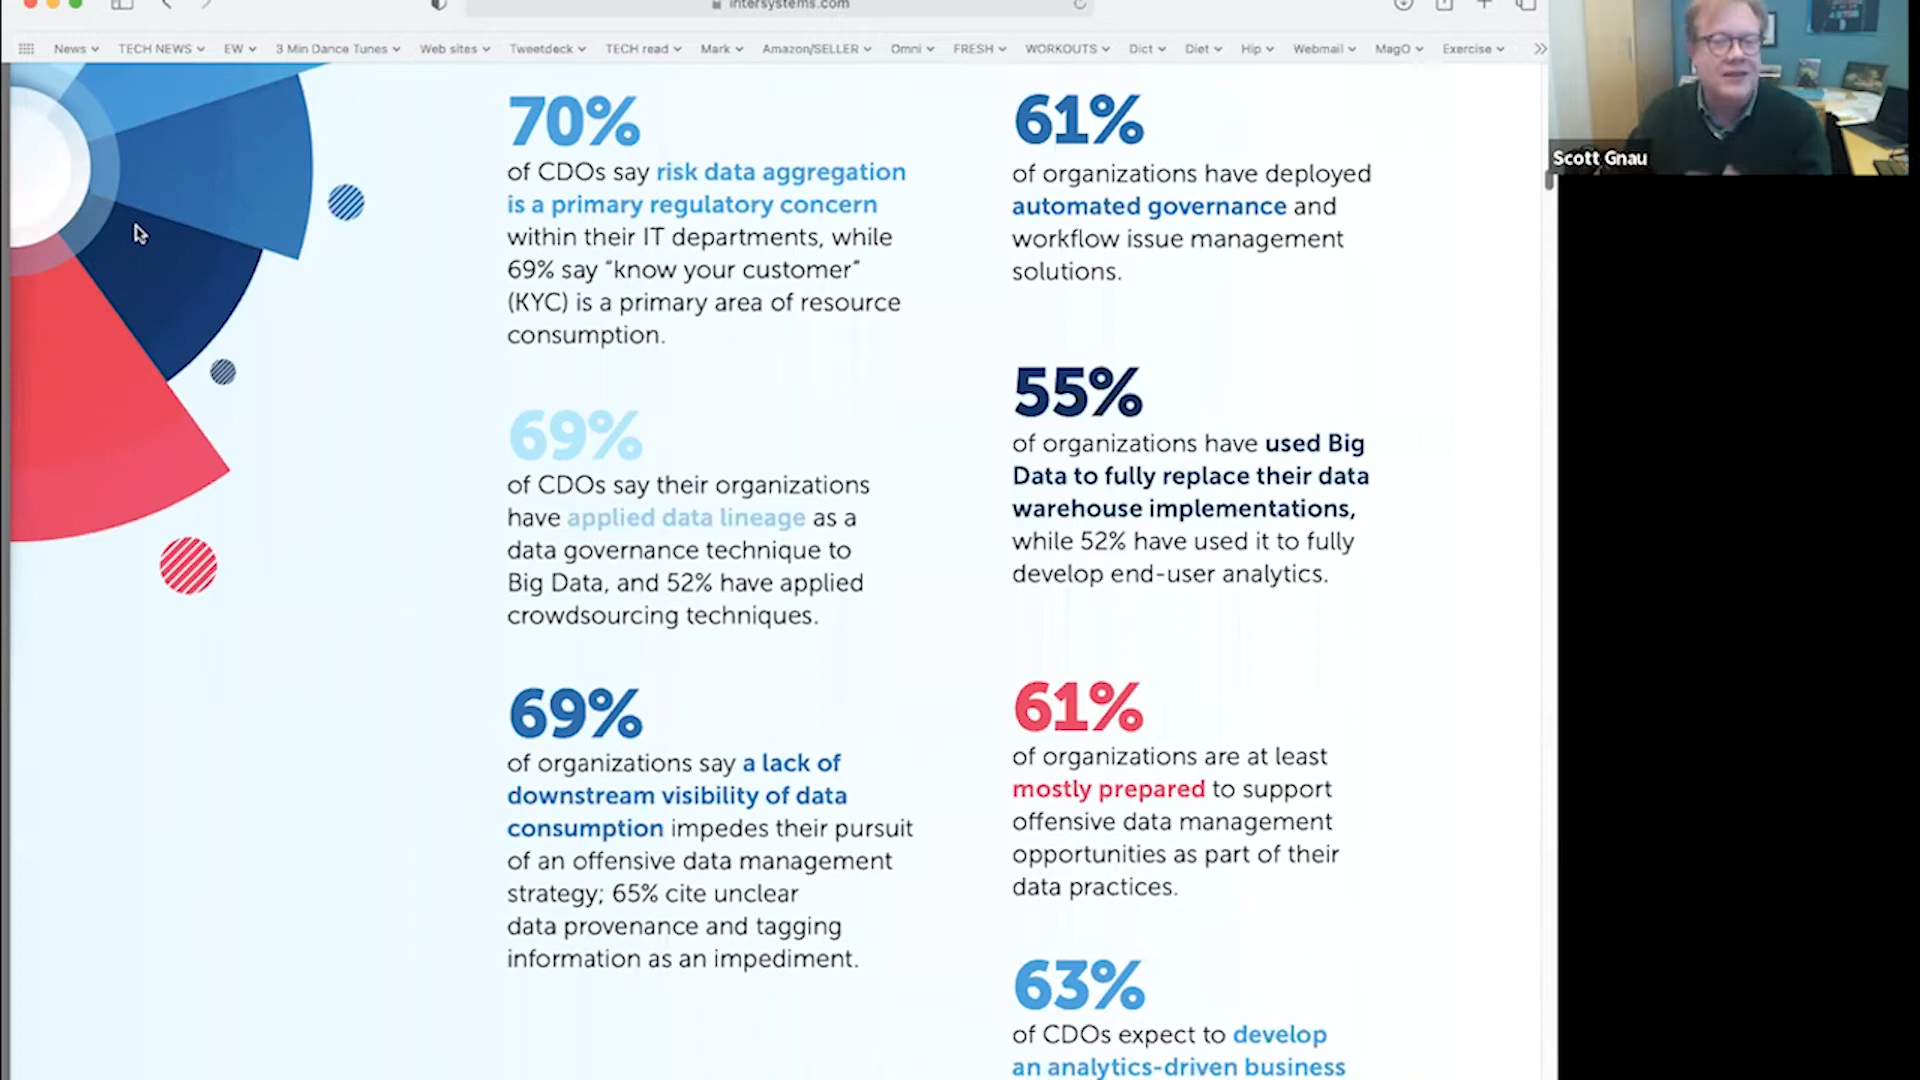 intersystems.com
News
TECH NEWS
EW
3 Min Dance Tunes
Web sites
Tweetdeck
TECH read
Mark
Amazon/SELLER
Omni
FRESH
WORKOUTS
Dict
Diet
Hip
Webmail
MagO
Exercise
Scott Gnau
70%
of CDOs say risk data aggregation
is a primary regulatory concern
within their IT departments, while
69% say “know your customer”
(KYC) is a primary area of resource
consumption.
69%
of CDOs say their organizations
have applied data lineage as a
data governance technique to
Big Data, and 52% have applied
crowdsourcing techniques.
69%
of organizations say a lack of
downstream visibility of data
consumption impedes their pursuit
of an offensive data management
strategy; 65% cite unclear
data provenance and tagging
information as an impediment.
61%
of organizations have deployed
automated governance and
workflow issue management
solutions.
55%
of organizations have used Big
Data to fully replace their data
warehouse implementations,
while 52% have used it to fully
develop end-user analytics.
61%
of organizations are at least
mostly prepared to support
offensive data management
opportunities as part of their
data practices.
63%
of CDOs expect to develop
an analytics-driven business